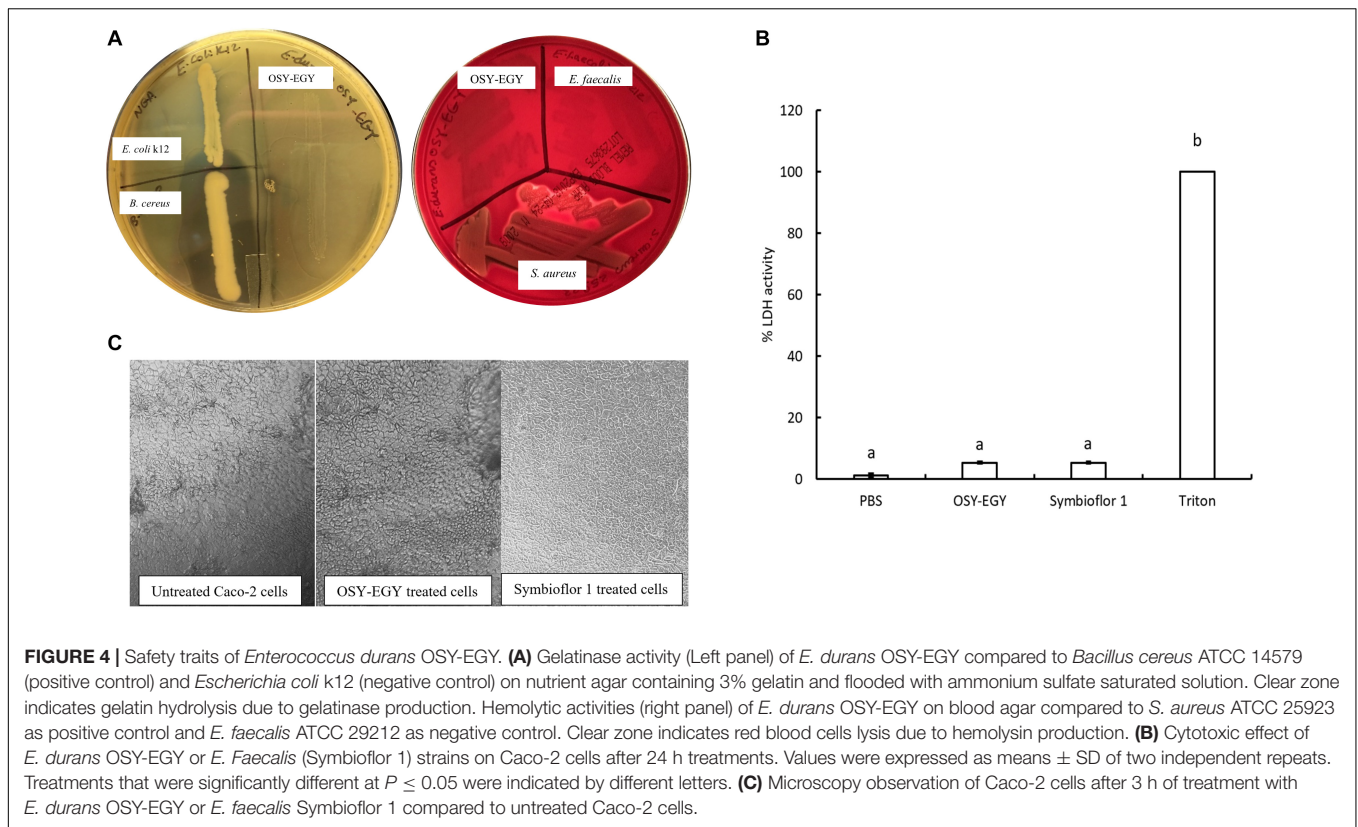 A
E. Coli K12
NGA
OSY-EGY
E. coli k12
B. cereus
OSY-EGY
E. faecalis
E. durans OSY-EGY
S. aureus
B
120
100
80
60
40
20
0
% LDH activity
a
a
a
b
PBS
OSY-EGY
Symbioflor 1
Triton
C
Untreated Caco-2 cells
OSY-EGY treated cells
Symbioflor 1 treated cells
FIGURE 4 | Safety traits of Enterococcus durans OSY-EGY. (A) Gelatinase activity (Left panel) of E. durans OSY-EGY compared to Bacillus cereus ATCC 14579
(positive control) and Escherichia coli k12 (negative control) on nutrient agar containing 3% gelatin and flooded with ammonium sulfate saturated solution. Clear zone
indicates gelatin hydrolysis due to gelatinase production. Hemolytic activities (right panel) of E. durans OSY-EGY on blood agar compared to S. aureus ATCC 25923
as positive control and E. faecalis ATCC 29212 as negative control. Clear zone indicates red blood cells lysis due to hemolysin production. (B) Cytotoxic effect of
E. durans OSY-EGY or E. Faecalis (Symbioflor 1) strains on Caco-2 cells after 24 h treatments. Values were expressed as means ± SD of two independent repeats.
Treatments that were significantly different at P ≤ 0.05 were indicated by different letters. (C) Microscopy observation of Caco-2 cells after 3 h of treatment with
E. durans OSY-EGY or E. faecalis Symbioflor 1 compared to untreated Caco-2 cells.